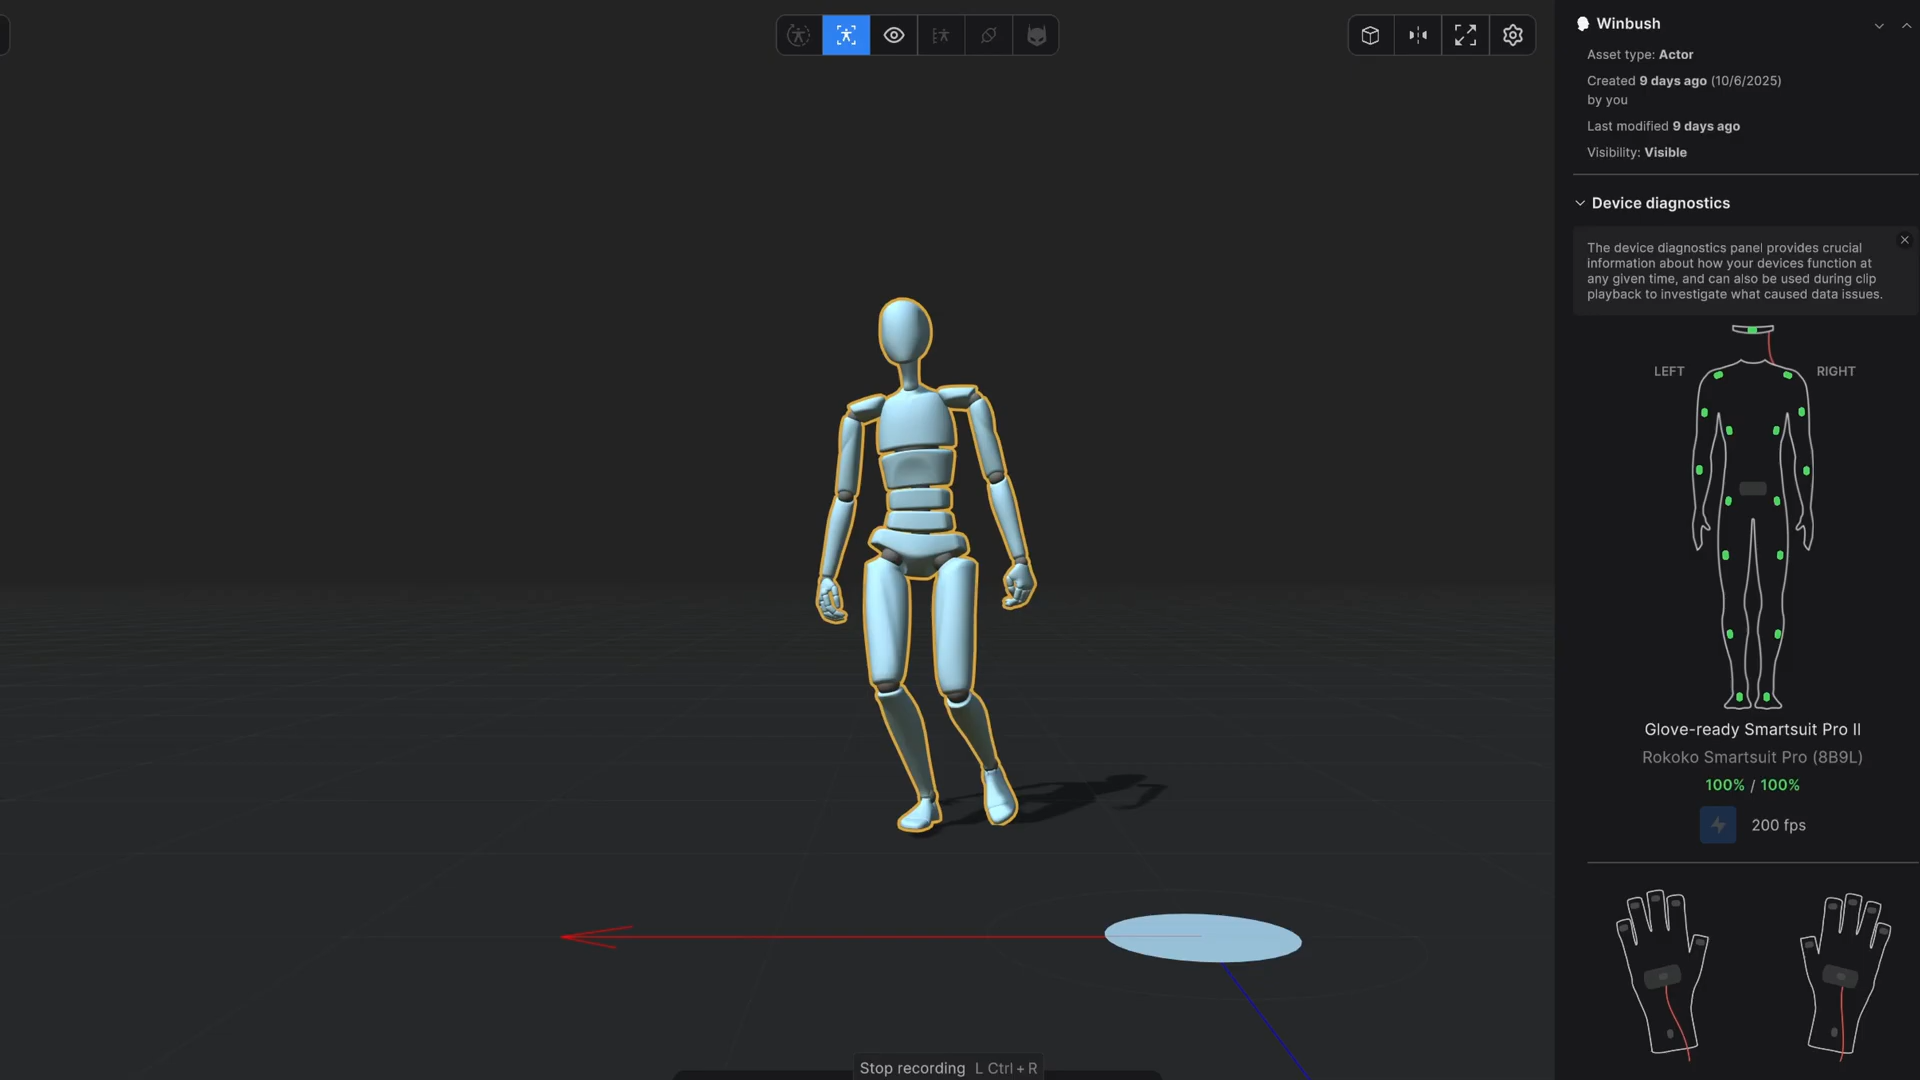 Winbush
Asset type: Actor
Created 9 days ago (10/6/2025)
by you
Last modified 9 days ago
Visibility: Visible
Device diagnostics
The device diagnostics panel provides crucial
information about how your devices function at
any given time, and can also be used during clip
playback to investigate what caused data issues.
LEFT
RIGHT
Glove-ready Smartsuit Pro II
Rokoko Smartsuit Pro (8B9L)
100% / 100%
200 fps
Stop recording L Ctrl + R